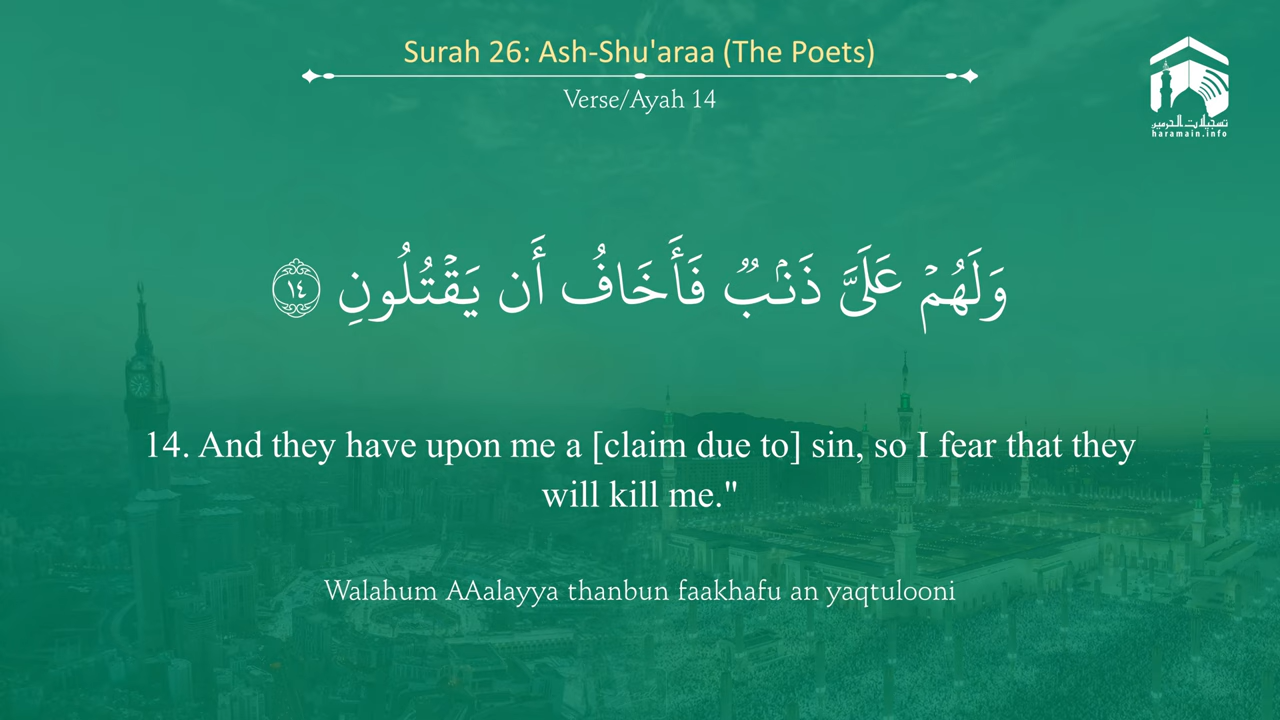 Surah 26: Ash-Shu'araa (The Poets)
Verse/Ayah 14
تسجيلات الحرمين
haramain.info
وَلَهُمْ عَلَىَّ ذَنۢبٌ فَأَخَافُ أَن يَقْتُلُونِ ١٤
14. And they have upon me a [claim due to] sin, so I fear that they
will kill me."
Walahum AAalayya thanbun faakhafu an yaqtulooni